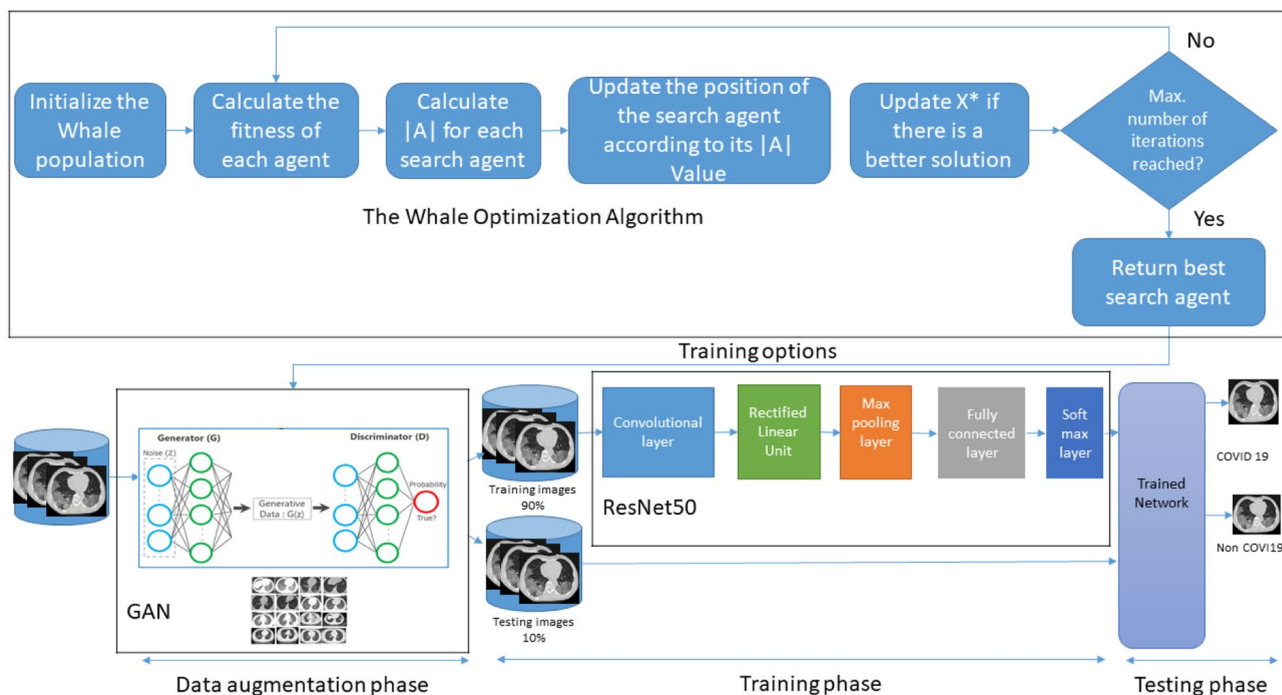 No
Initialize the
Whale
population
Calculate the
fitness of
each agent
Calculate
|A| for each
search agent
Update the position of
the search agent
according to its |A|
Value
Update X* if
there is a
better solution
Max.
number of
iterations
reached?
The Whale Optimization Algorithm
Yes
Return best
search agent
Training options
Generator (G)
Noise (Z)
Generative
Data : G(z)
Discriminator (D)
Probability
True?
GAN
Training images
90%
Testing images
10%
Convolutional
layer
Rectified
Linear
Unit
Max
pooling
layer
Fully
connected
layer
Soft
max
layer
ResNet50
Trained
Network
COVID 19
Non COVI19
Data augmentation phase
Training phase
Testing phase